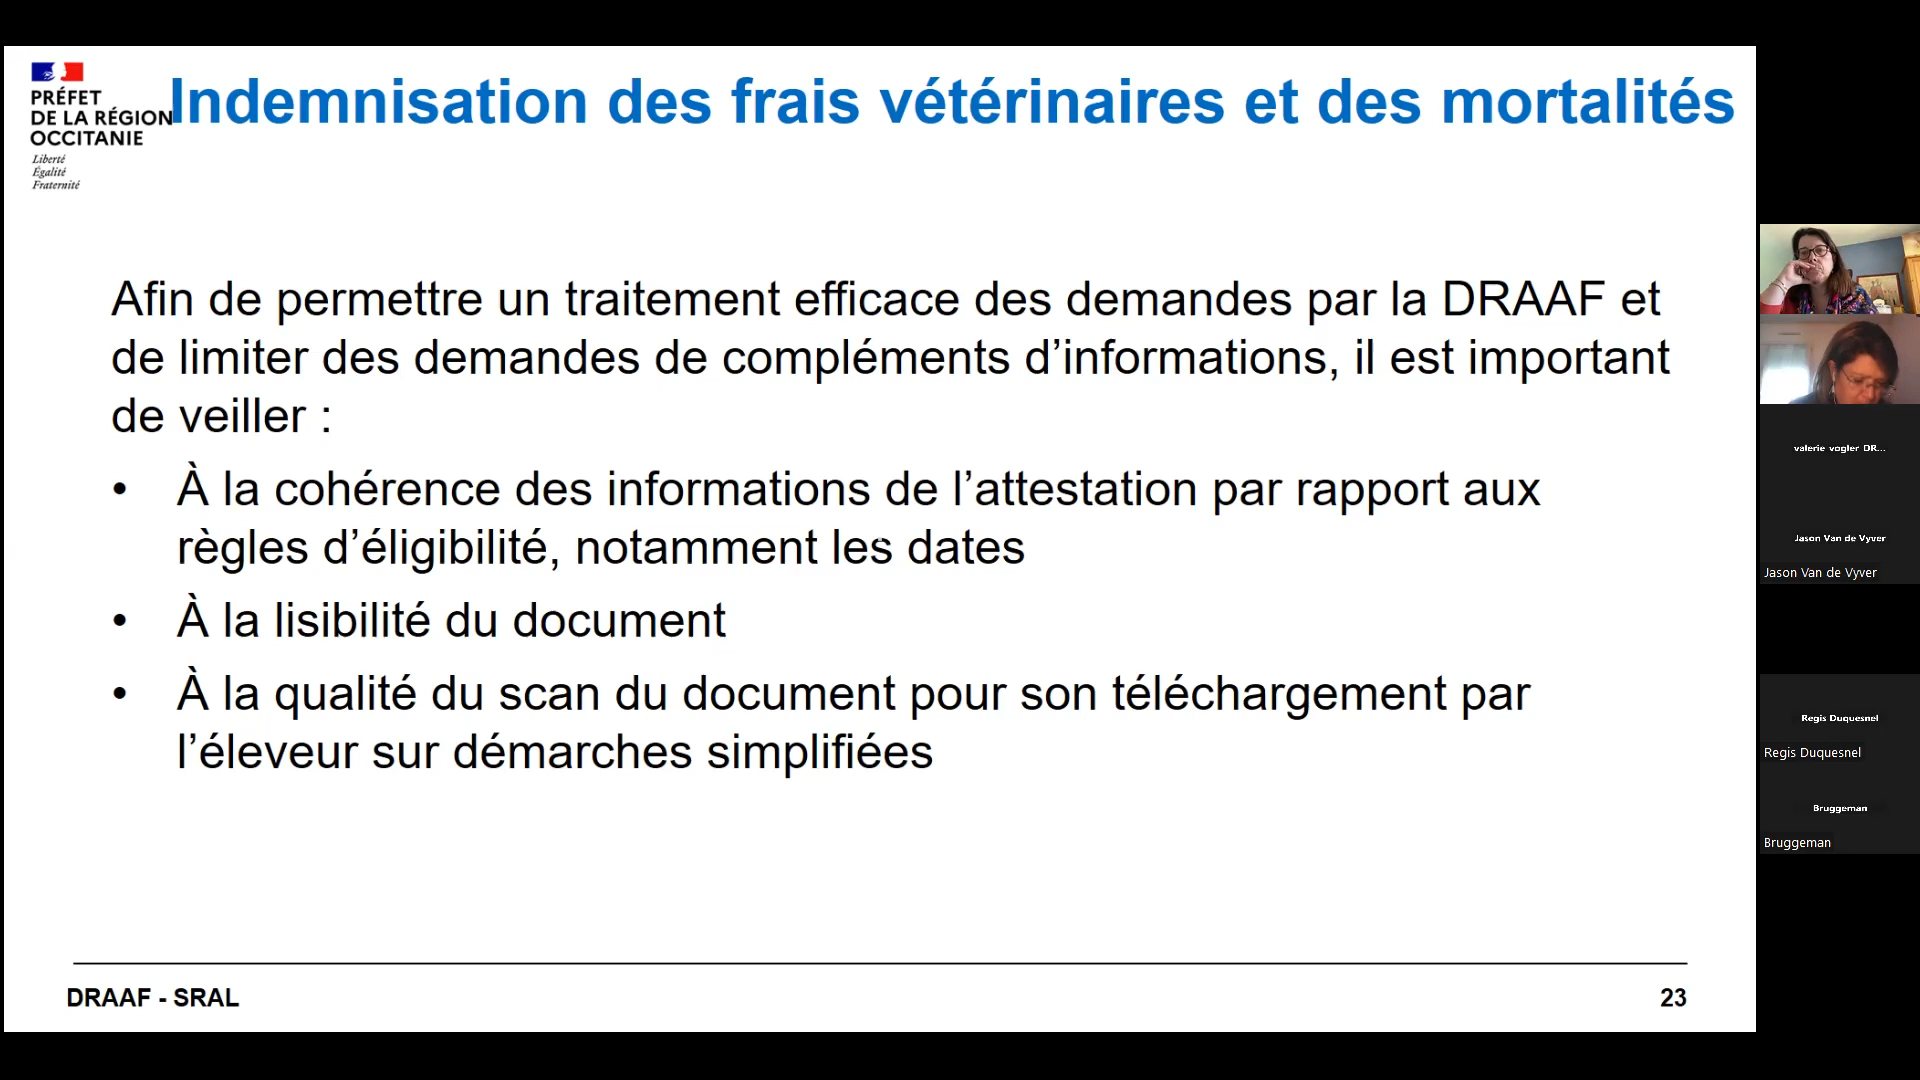 PRÉFET
DE LA RÉGION
OCCITANIE
Liberté
Égalité
Fraternité
Indemnisation des frais vétérinaires et des mortalités
Afin de permettre un traitement efficace des demandes par la DRAAF et
de limiter des demandes de compléments d’informations, il est important
de veiller :
• À la cohérence des informations de l’attestation par rapport aux
règles d’éligibilité, notamment les dates
• À la lisibilité du document
• À la qualité du scan du document pour son téléchargement par
l’éleveur sur démarches simplifiées
DRAAF - SRAL
23
valerie vogler DR...
Jason Van de Vyver
Jason Van de Vyver
Regis Duquesnel
Regis Duquesnel
Bruggeman
Bruggeman